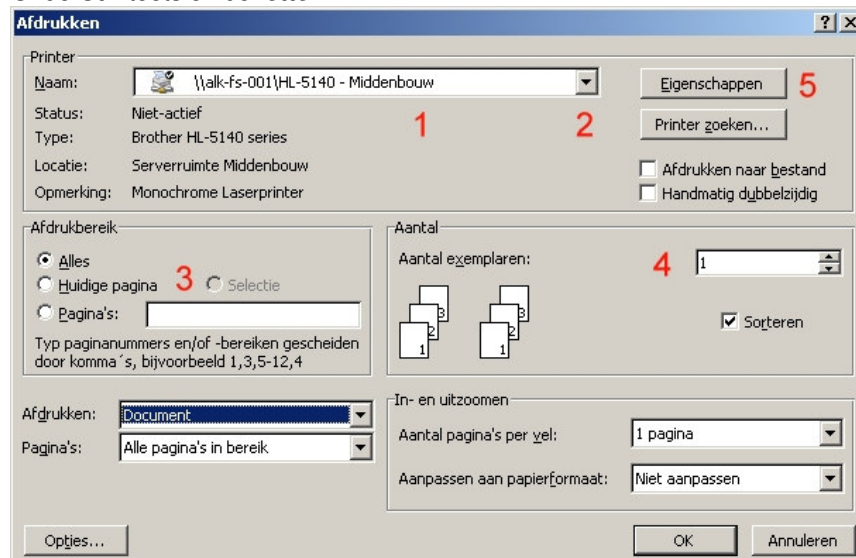 Afdrukken
Printer
Naam: \\alk-fs-001\HL-5140 - Middenbouw
Eigenschappen 5
Status: Niet-actief
1 2
Printer zoeken...
Type: Brother HL-5140 series
Locatie: Serverruimte Middenbouw
Afdrukken naar bestand
Opmerking: Monochrome Laserprinter
Handmatig dubbelzijdig
Afdrukbereik
Alles
Huidige pagina 3 Selectie
Pagina's:
Typ paginanummers en/of -bereiken gescheiden
door komma´s, bijvoorbeeld 1,3,5-12,4
Aantal
Aantal exemplaren: 4 1
3 3
2 2
1 1
Sorteren
Afdrukken: Document
Pagina's: Alle pagina's in bereik
In- en uitzoomen
Aantal pagina's per vel: 1 pagina
Aanpassen aan papierformaat: Niet aanpassen
Opties... OK Annuleren